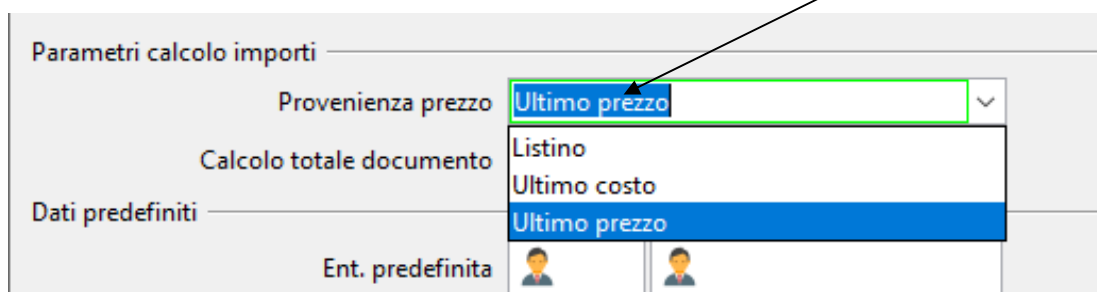 Parametri calcolo importi
Provenienza prezzo Ultimo prezzo
Listino
Calcolo totale documento
Ultimo costo
Dati predefiniti
Ultimo prezzo
Ent. predefinita